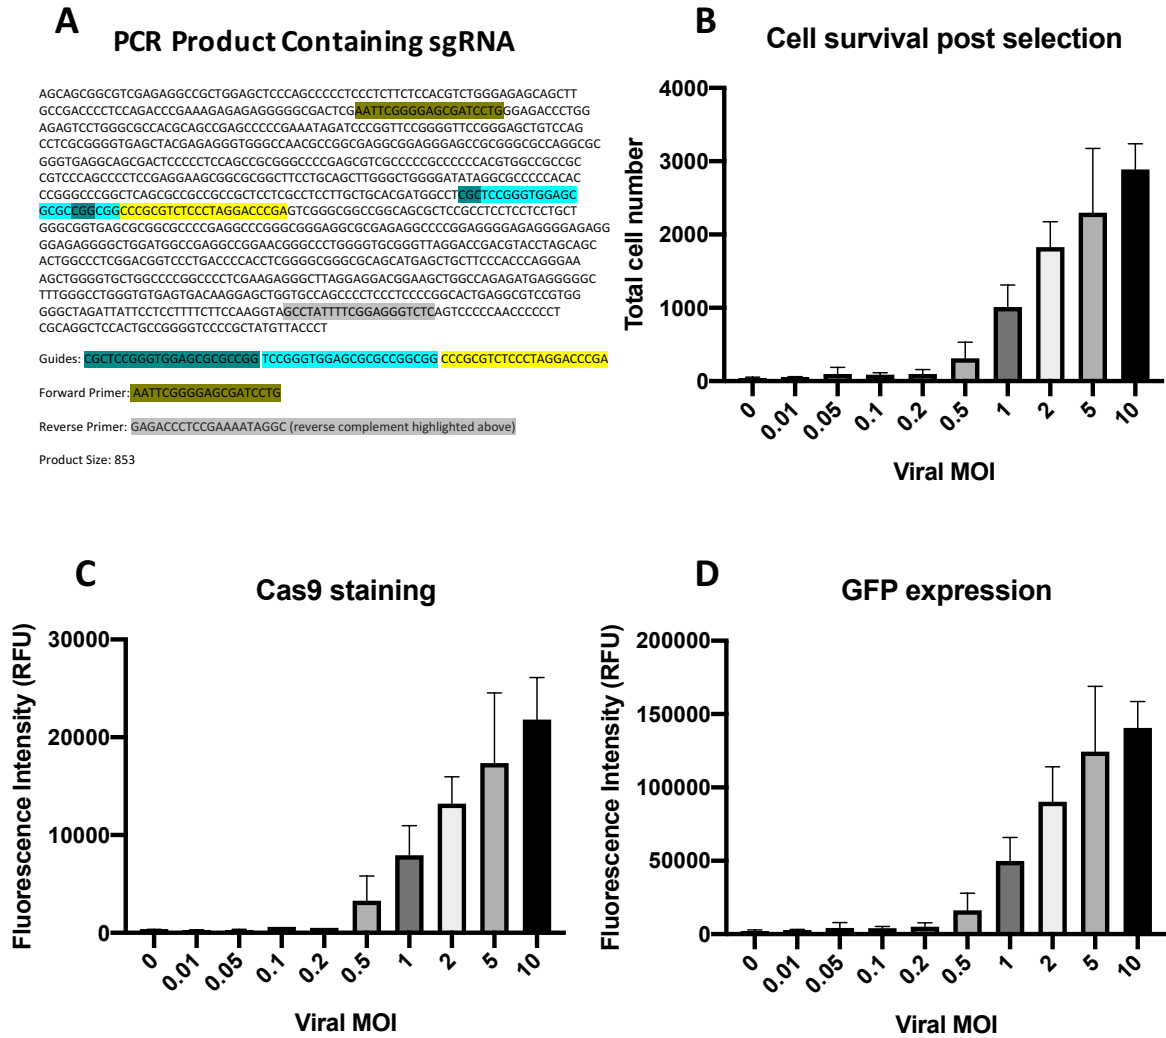 A
PCR Product Containing sgRNA
AGCAGCGGCGTCGAGAGGCCGCTGGAGCTCCCAGCCCCCTCCCTCTTCTCCACGTCTGGGAGAGCAGCTT
GCCGACCCCTCCAGACCCGAAAGAGAGAGGGGGCGACTCGAATTCGGGGAGCGATCCTGGGAGACCCTGG
AGAGTCCTGGGCGCCACGCAGCCGAGCCCCCGAAATAGATCCCGGTTCCGGGGTTCCGGGAGCTGTCCAG
CCTCGCGGGGTGAGCTACGAGAGGGTGGGCCAACGCCGGCGAGGCGGAGGGAGCCGCGGGCGCCAGGCGC
GGGTGAGGCAGCGACTCCCCCTCCAGCCGCGGGCCCCGAGCGTCGCCCCCGCCCCCCACGTGGCCGCCGC
CGTCCCAGCCCCTCCGAGGAAGCGGCGCGGCTTCCTGCAGCTTGGGCTGGGGATATAGGCGCCCCCACAC
CCGGGCCCGGCTCAGCGCCGCCGCCGCTCCTCGCCTCCTTGCTGCACGATGGCCTCGCTCCGGGTGGAGC
GCGCCGGCGGCCCGCGTCTCCCTAGGACCCGAGTCGGGCGGCCGGCAGCGCTCCGCCTCCTCCTCCTGCT
GGGCGGTGAGCGCGGCGCCCCGAGGCCCGGGCGGGAGGCGCGAGAGGCCCCGGAGGGGAGAGGGGAGAGG
GGAGAGGGGCTGGATGGCCGAGGCCGGAACGGGCCCTGGGGTGCGGGTTAGGACCGACGTACCTAGCAGC
ACTGGCCCTCGGACGGTCCCTGACCCCACCTCGGGGCGGGCGCAGCATGAGCTGCTTCCCACCCAGGGAA
AGCTGGGGTGCTGGCCCCGGCCCCTCGAAGAGGGCTTAGGAGGACGGAAGCTGGCCAGAGATGAGGGGGC
TTTGGGCCTGGGTGTGAGTGACAAGGAGCTGGTGCCAGCCCCTCCCTCCCCGGCACTGAGGCGTCCGTGG
GGGCTAGATTATTCCTCCTTTTCTTCCAAGGTAGCCTATTTTCGGAGGGTCTCAGTCCCCCAACCCCCCT
CGCAGGCTCCACTGCCGGGGTCCCCGCTATGTTACCCT
Guides: CGCTCCGGGTGGAGCGCGCCGG TCCGGGTGGAGCGCGCCGGCGG CCCGCGTCTCCCTAGGACCCGA
Forward Primer: AATTCGGGGAGCGATCCTG
Reverse Primer: GAGACCCTCCGAAAATAGGC (reverse complement highlighted above)
Product Size: 853
B
Cell survival post selection
Total cell number
4000
3000
2000
1000
0
0 0.01 0.05 0.1 0.2 0.5 1 2 5 10
Viral MOI
C
Cas9 staining
Fluorescence Intensity (RFU)
30000
20000
10000
0
0 0.01 0.05 0.1 0.2 0.5 1 2 5 10
Viral MOI
D
GFP expression
Fluorescence Intensity (RFU)
200000
150000
100000
50000
0
0 0.01 0.05 0.1 0.2 0.5 1 2 5 10
Viral MOI